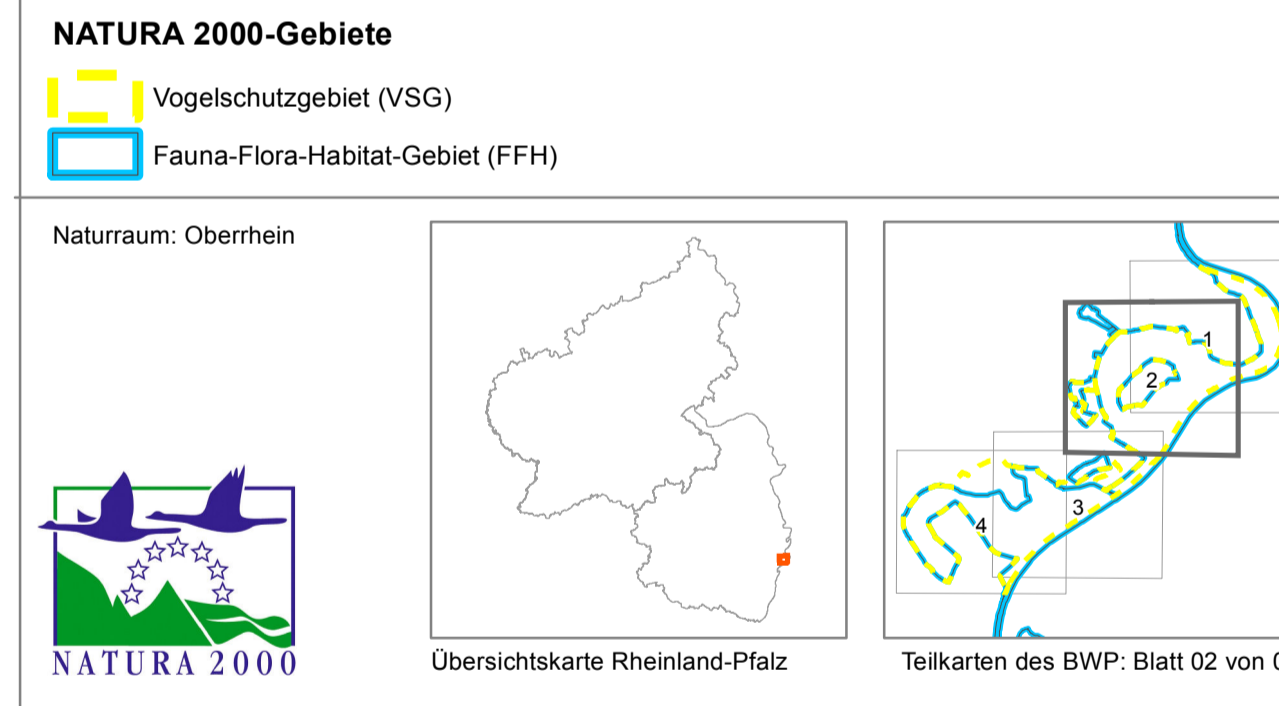 NATURA 2000-Gebiete
Vogelschutzgebiet (VSG)
Fauna-Flora-Habitat-Gebiet (FFH)
Naturraum: Oberrhein
1
2
3
4
NATURA 2000
Übersichtskarte Rheinland-Pfalz
Teilkarten des BWP: Blatt 02 von